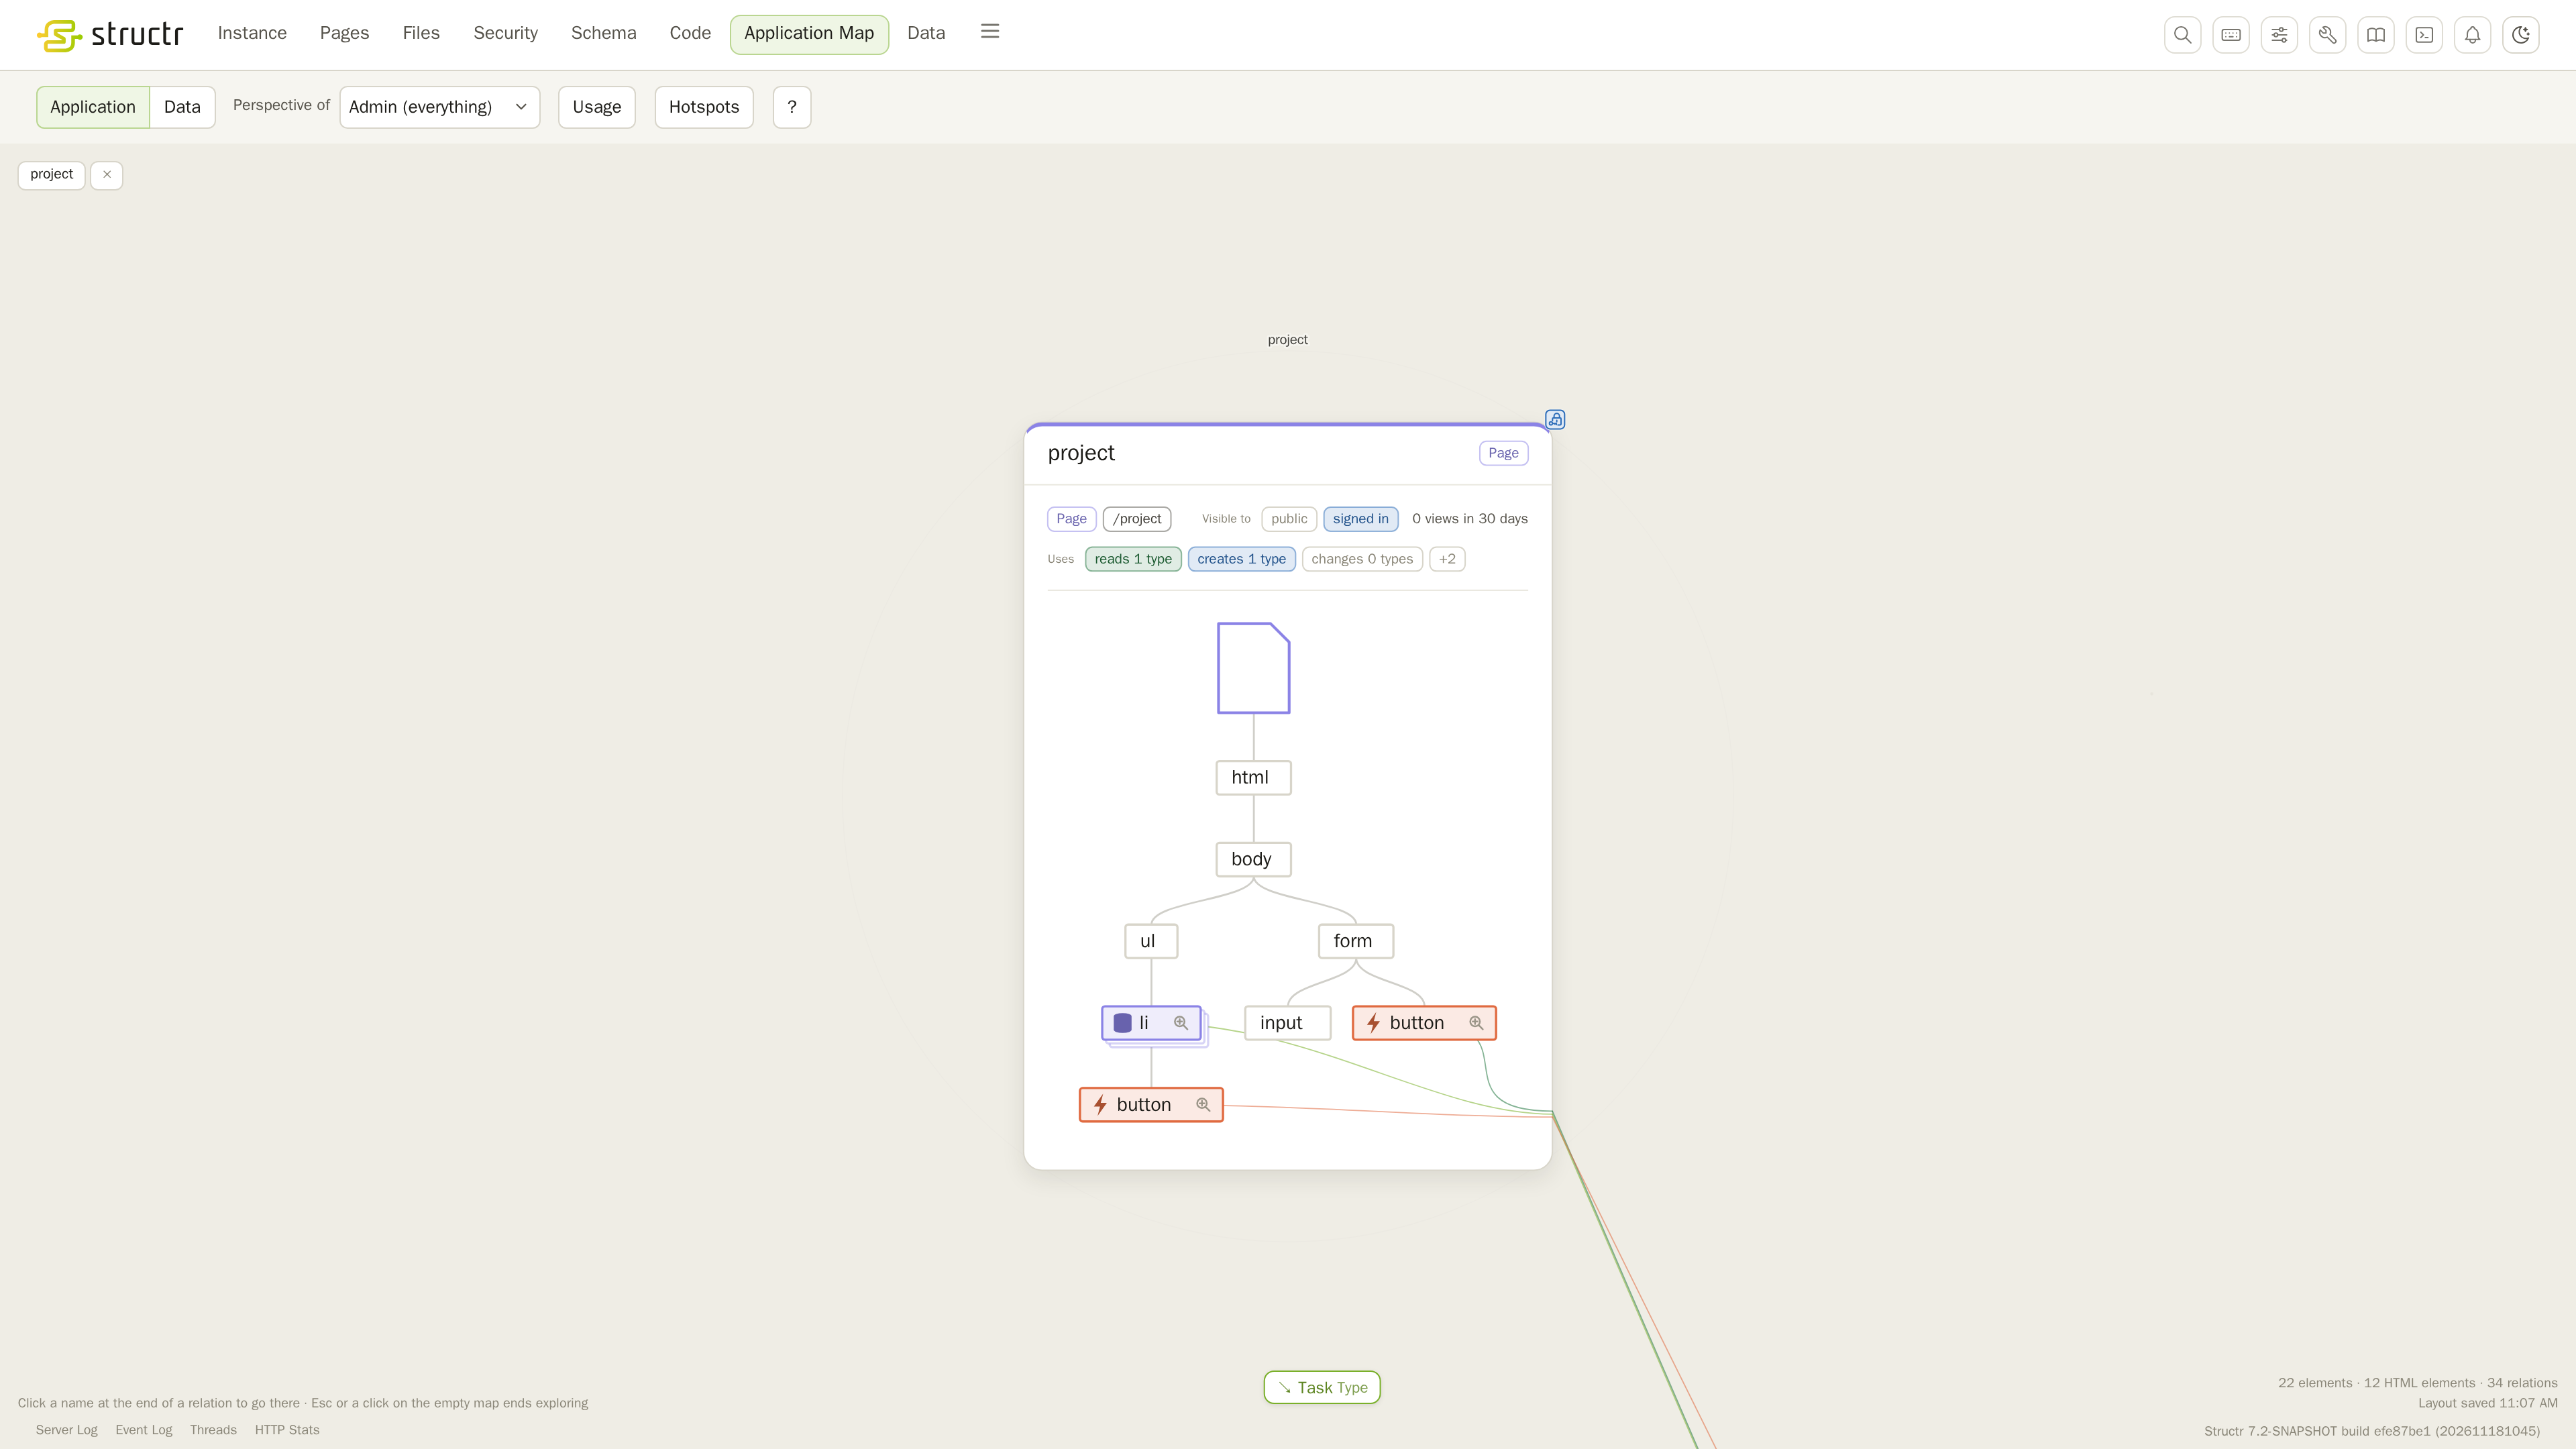 structr Instance Pages Files Security Schema Code Application Map Data
Application Data Perspective of Admin (everything) Usage Hotspots ?
project ×
project
project Page
Page /project Visible to public signed in 0 views in 30 days
Uses reads 1 type creates 1 type changes 0 types +2
html
body
ul form
li input button
button
↘ Task Type
22 elements · 12 HTML elements · 34 relations
Click a name at the end of a relation to go there · Esc or a click on the empty map ends exploring
Layout saved 11:07 AM
Server Log Event Log Threads HTTP Stats
Structr 7.2-SNAPSHOT build efe87be1 (202611181045)